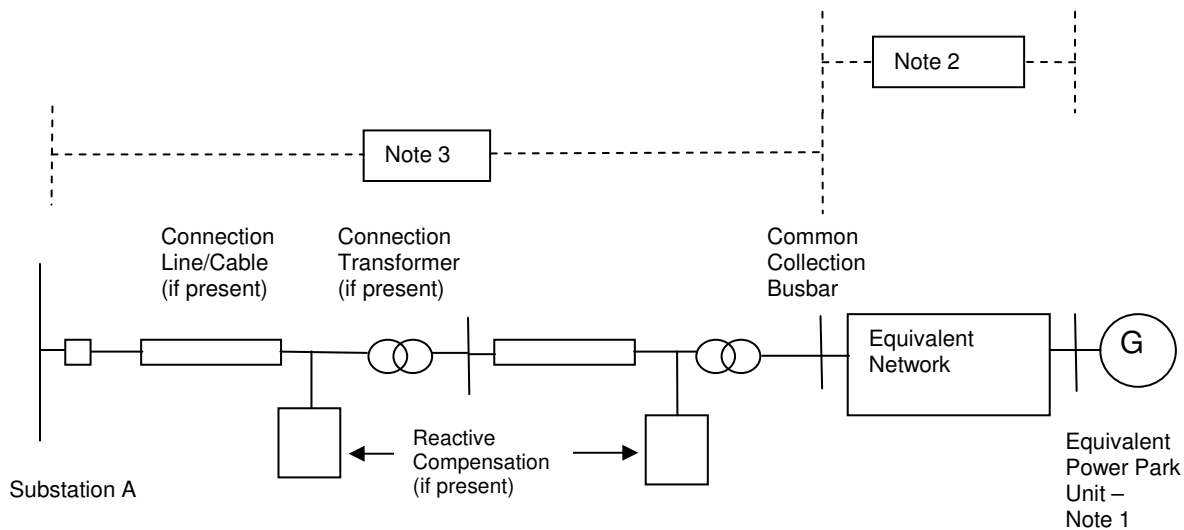 Note 2
Note 3
Connection
Line/Cable
(if present)
Connection
Transformer
(if present)
Common
Collection
Busbar
Equivalent
Network
G
Reactive
Compensation
(if present)
Substation A
Equivalent
Power Park
Unit –
Note 1